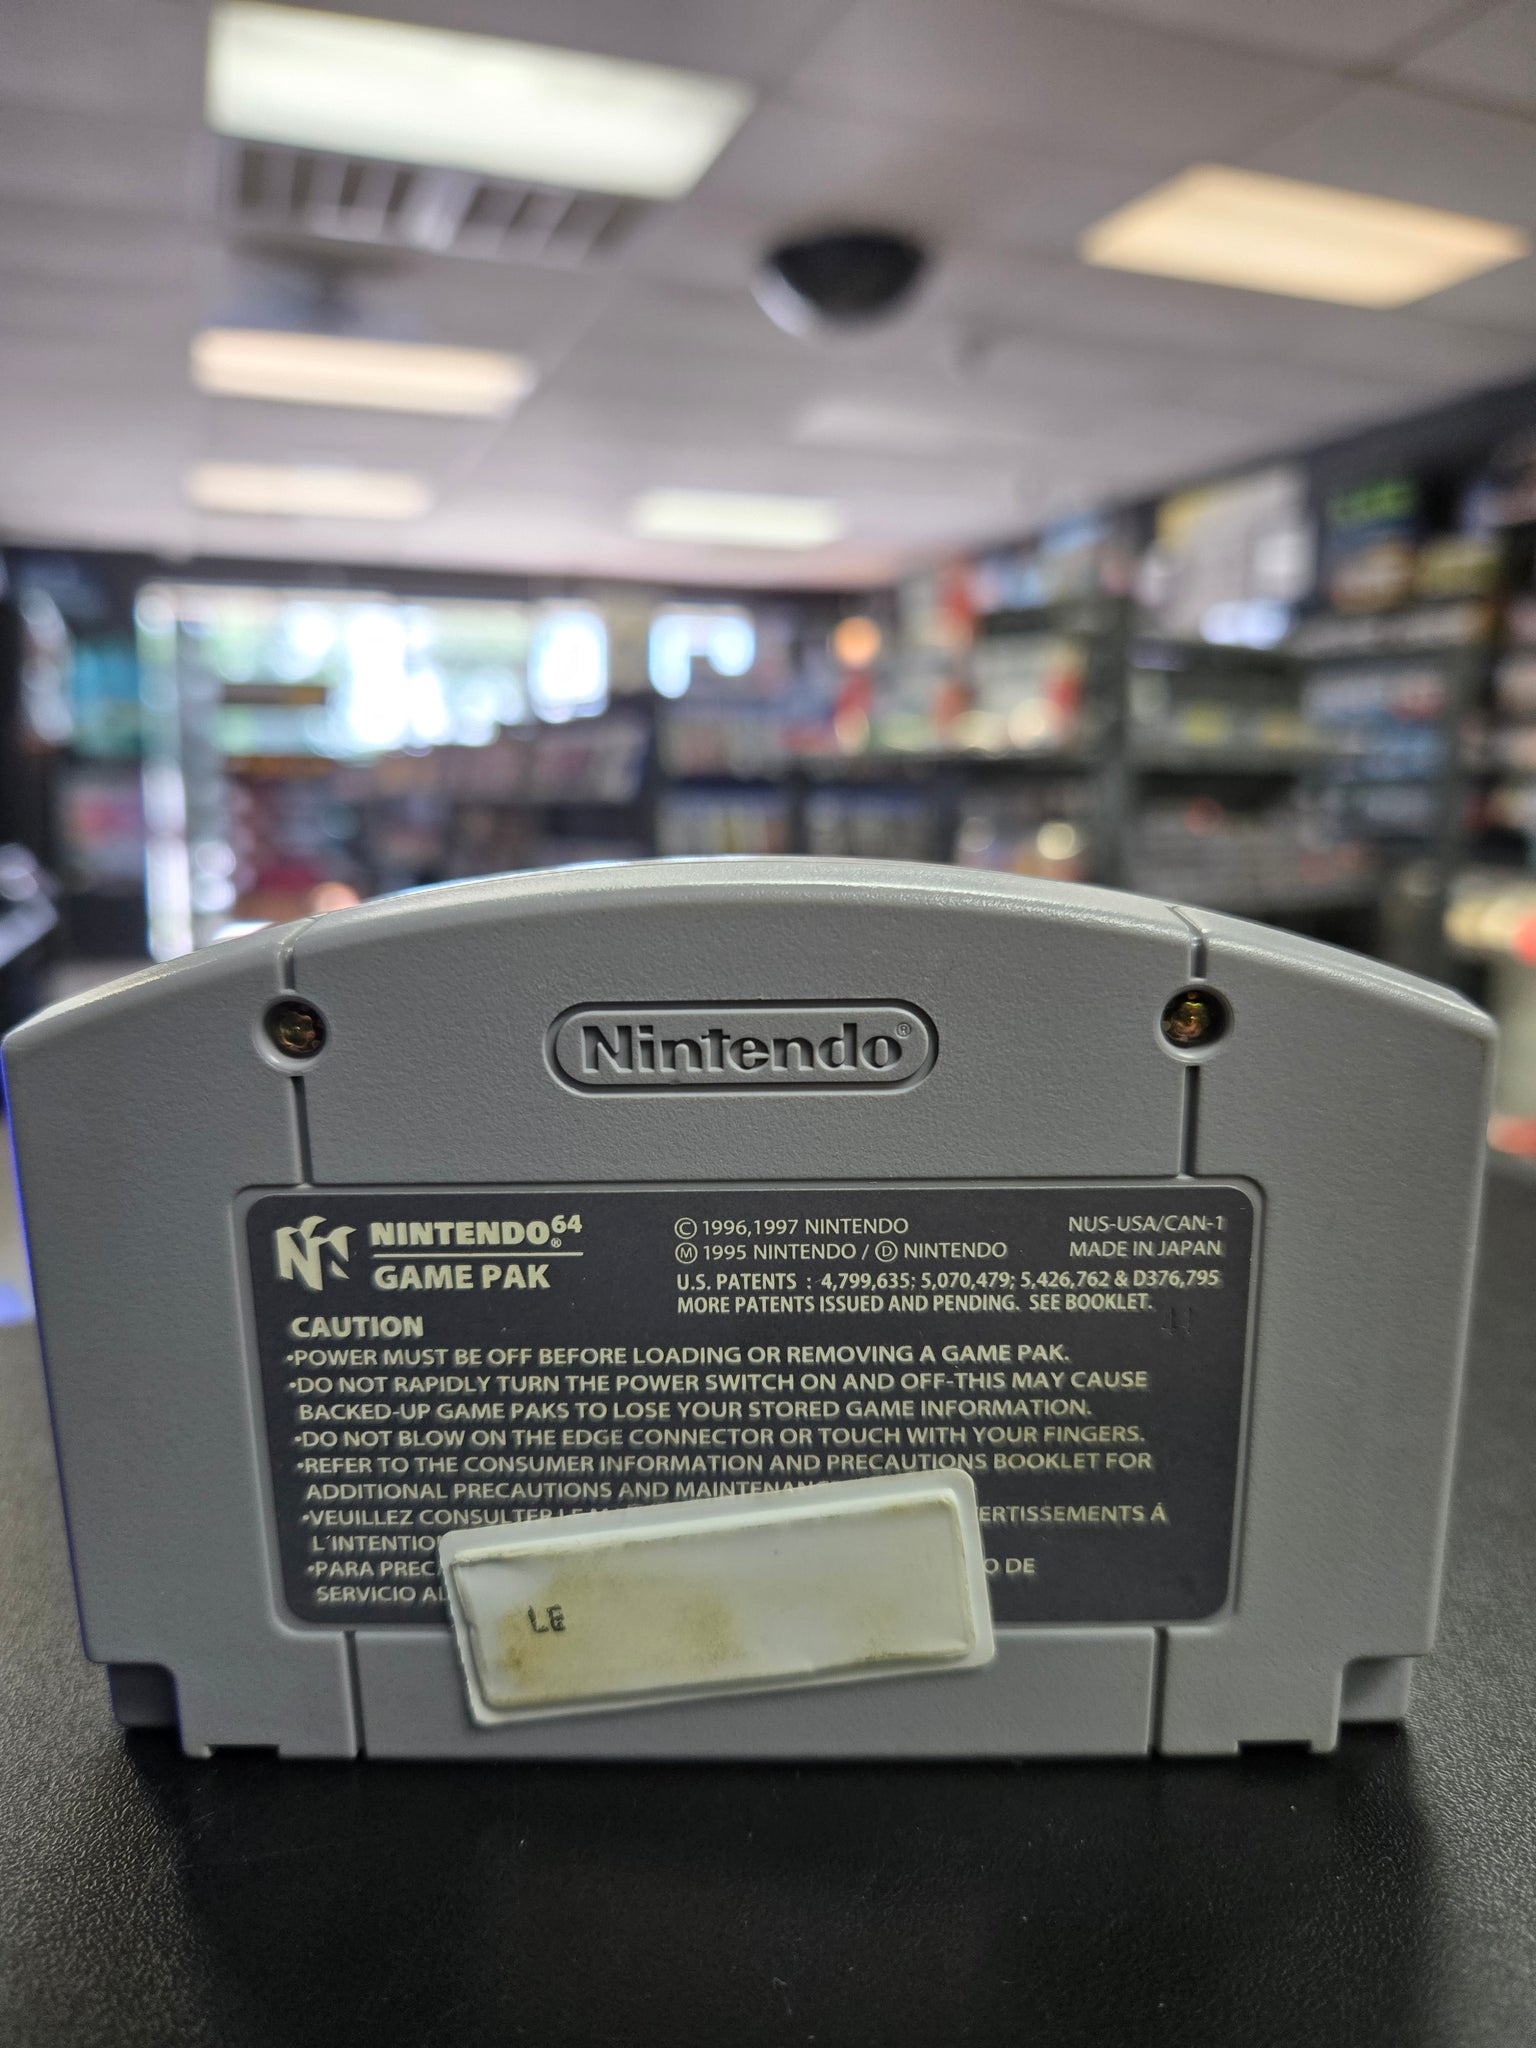 Nintendo®
NINTENDO®64
GAME PAK
Ⓒ 1996,1997 NINTENDO
Ⓜ 1995 NINTENDO / Ⓓ NINTENDO
NUS-USA/CAN-1
MADE IN JAPAN
U.S. PATENTS : 4,799,635; 5,070,479; 5,426,762 & D376,795
MORE PATENTS ISSUED AND PENDING. SEE BOOKLET.
CAUTION
•POWER MUST BE OFF BEFORE LOADING OR REMOVING A GAME PAK.
•DO NOT RAPIDLY TURN THE POWER SWITCH ON AND OFF-THIS MAY CAUSE
BACKED-UP GAME PAKS TO LOSE YOUR STORED GAME INFORMATION.
•DO NOT BLOW ON THE EDGE CONNECTOR OR TOUCH WITH YOUR FINGERS.
•REFER TO THE CONSUMER INFORMATION AND PRECAUTIONS BOOKLET FOR
ADDITIONAL PRECAUTIONS AND
•VEUILLEZ CONSULTER LE À
DE
•PARA
SERVICIO
LE